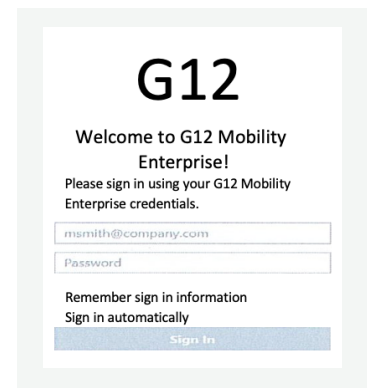 G12
Welcome to G12 Mobility
Enterprise!
Please sign in using your G12 Mobility
Enterprise credentials.
msmith@company.com
Password
Remember sign in information
Sign in automatically
Sign In